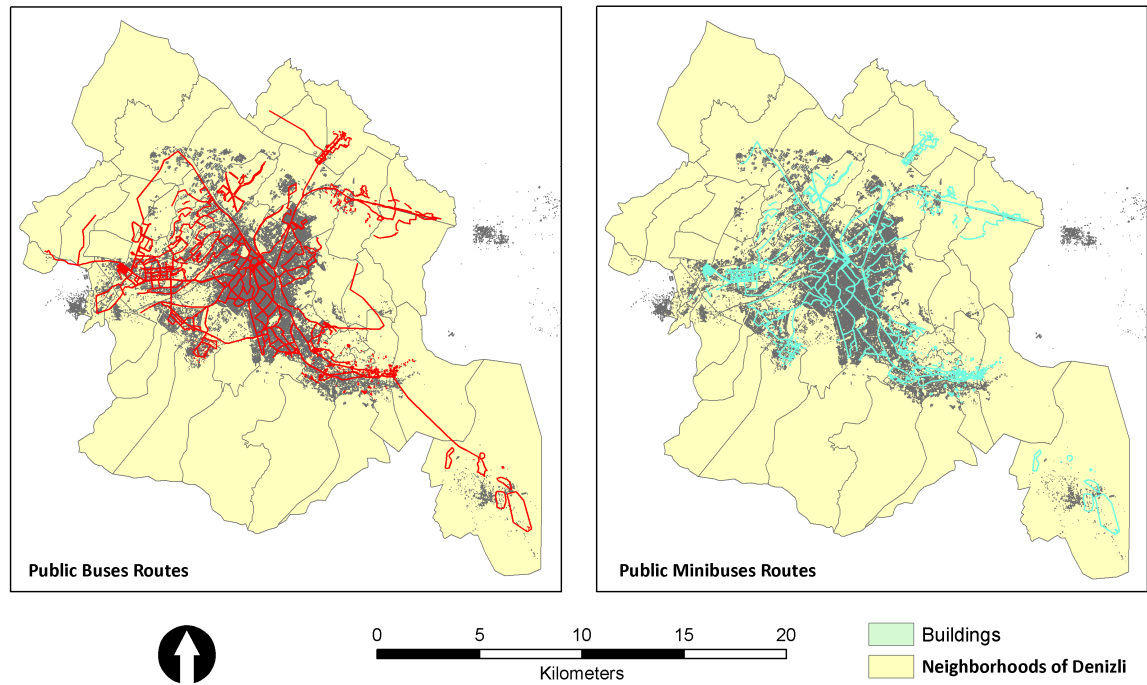 Public Buses Routes
Public Minibuses Routes
0 5 10 15 20
Kilometers
Buildings
Neighborhoods of Denizli